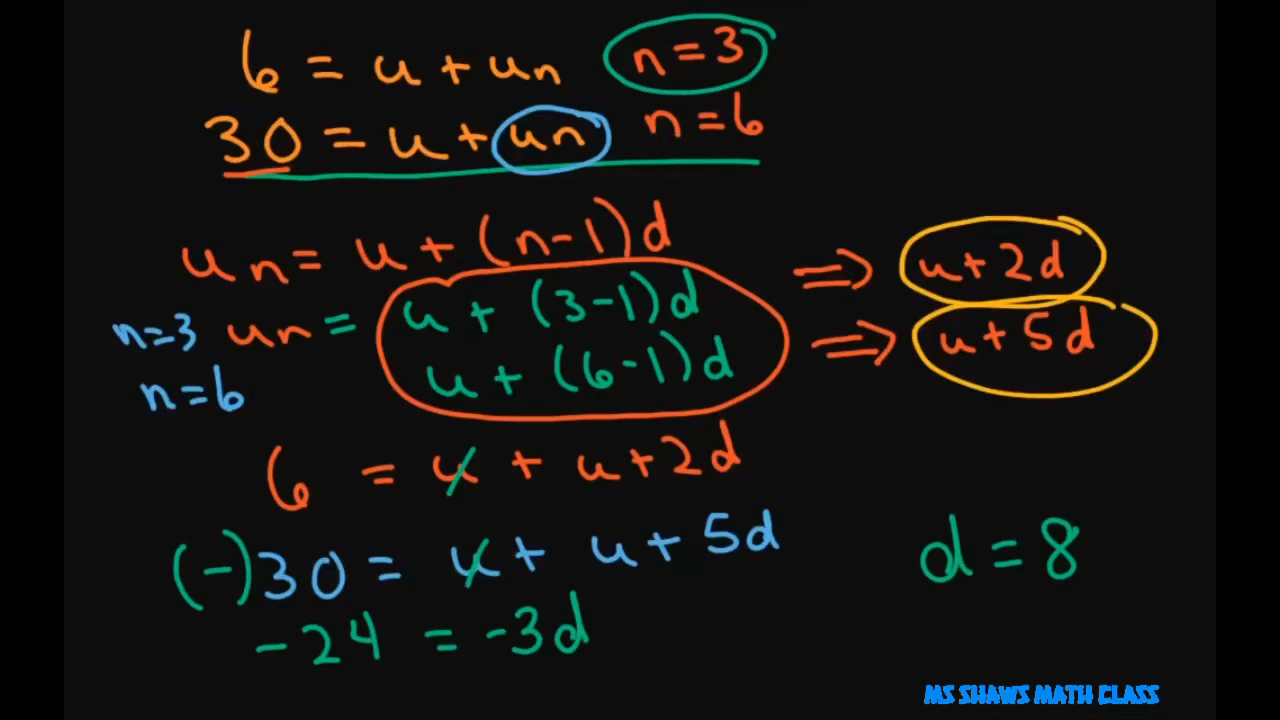 6 = u + un n = 3
30 = u + un n = 6
un = u + (n-1)d ⇒ u + 2d
n=3 un = u + (3-1)d ⇒ u + 5d
n=6 u + (6-1)d
6 = u + u + 2d
(-) 30 = u + u + 5d d = 8
-24 = -3d
MS SHAWS MATH CLASS